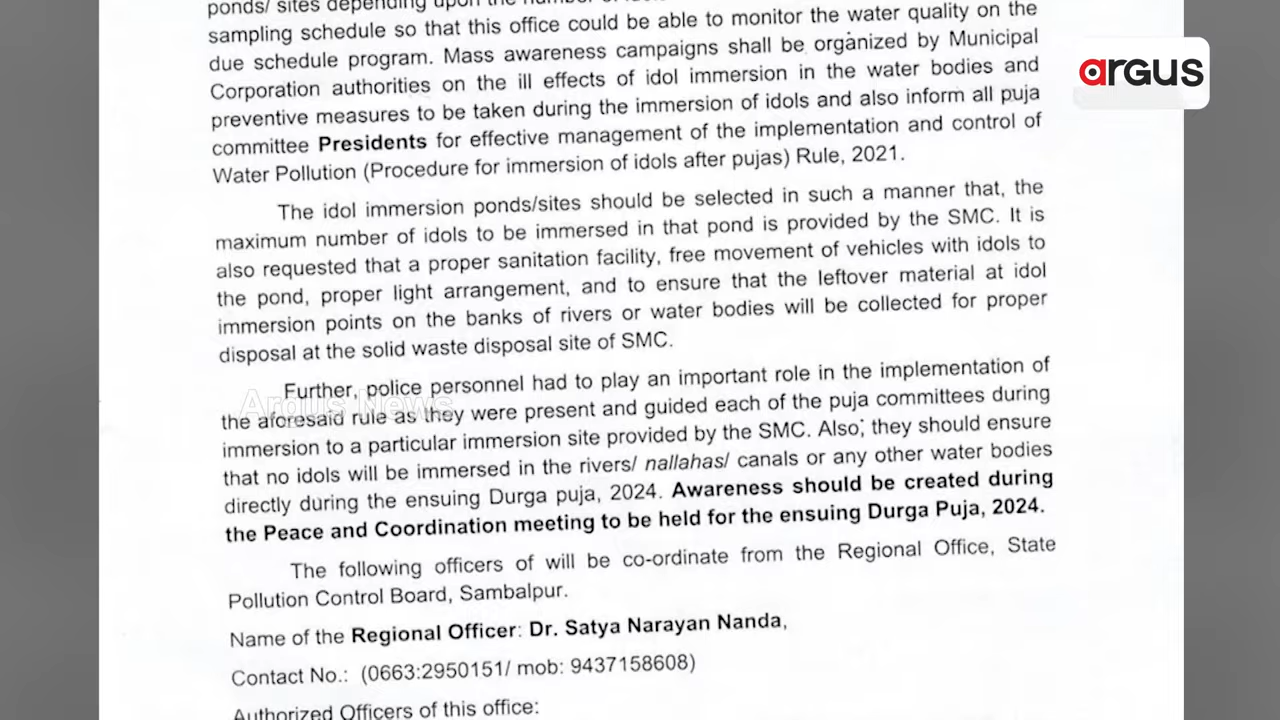 ponds/ sites depending upon the number of
sampling schedule so that this office could be able to monitor the water quality on the
due schedule program. Mass awareness campaigns shall be organized by Municipal
Corporation authorities on the ill effects of idol immersion in the water bodies and
preventive measures to be taken during the immersion of idols and also inform all puja
committee Presidents for effective management of the implementation and control of
Water Pollution (Procedure for immersion of idols after pujas) Rule, 2021.
The idol immersion ponds/sites should be selected in such a manner that, the
maximum number of idols to be immersed in that pond is provided by the SMC. It is
also requested that a proper sanitation facility, free movement of vehicles with idols to
the pond, proper light arrangement, and to ensure that the leftover material at idol
immersion points on the banks of rivers or water bodies will be collected for proper
disposal at the solid waste disposal site of SMC.
Further, police personnel had to play an important role in the implementation of
the aforesaid rule as they were present and guided each of the puja committees during
immersion to a particular immersion site provided by the SMC. Also; they should ensure
that no idols will be immersed in the rivers/ nallahas/ canals or any other water bodies
directly during the ensuing Durga puja, 2024. Awareness should be created during
the Peace and Coordination meeting to be held for the ensuing Durga Puja, 2024.
The following officers of will be co-ordinate from the Regional Office, State
Pollution Control Board, Sambalpur.
Name of the Regional Officer: Dr. Satya Narayan Nanda,
Contact No.: (0663:2950151/ mob: 9437158608)
Authorized Officers of this office:
argus
Argus News